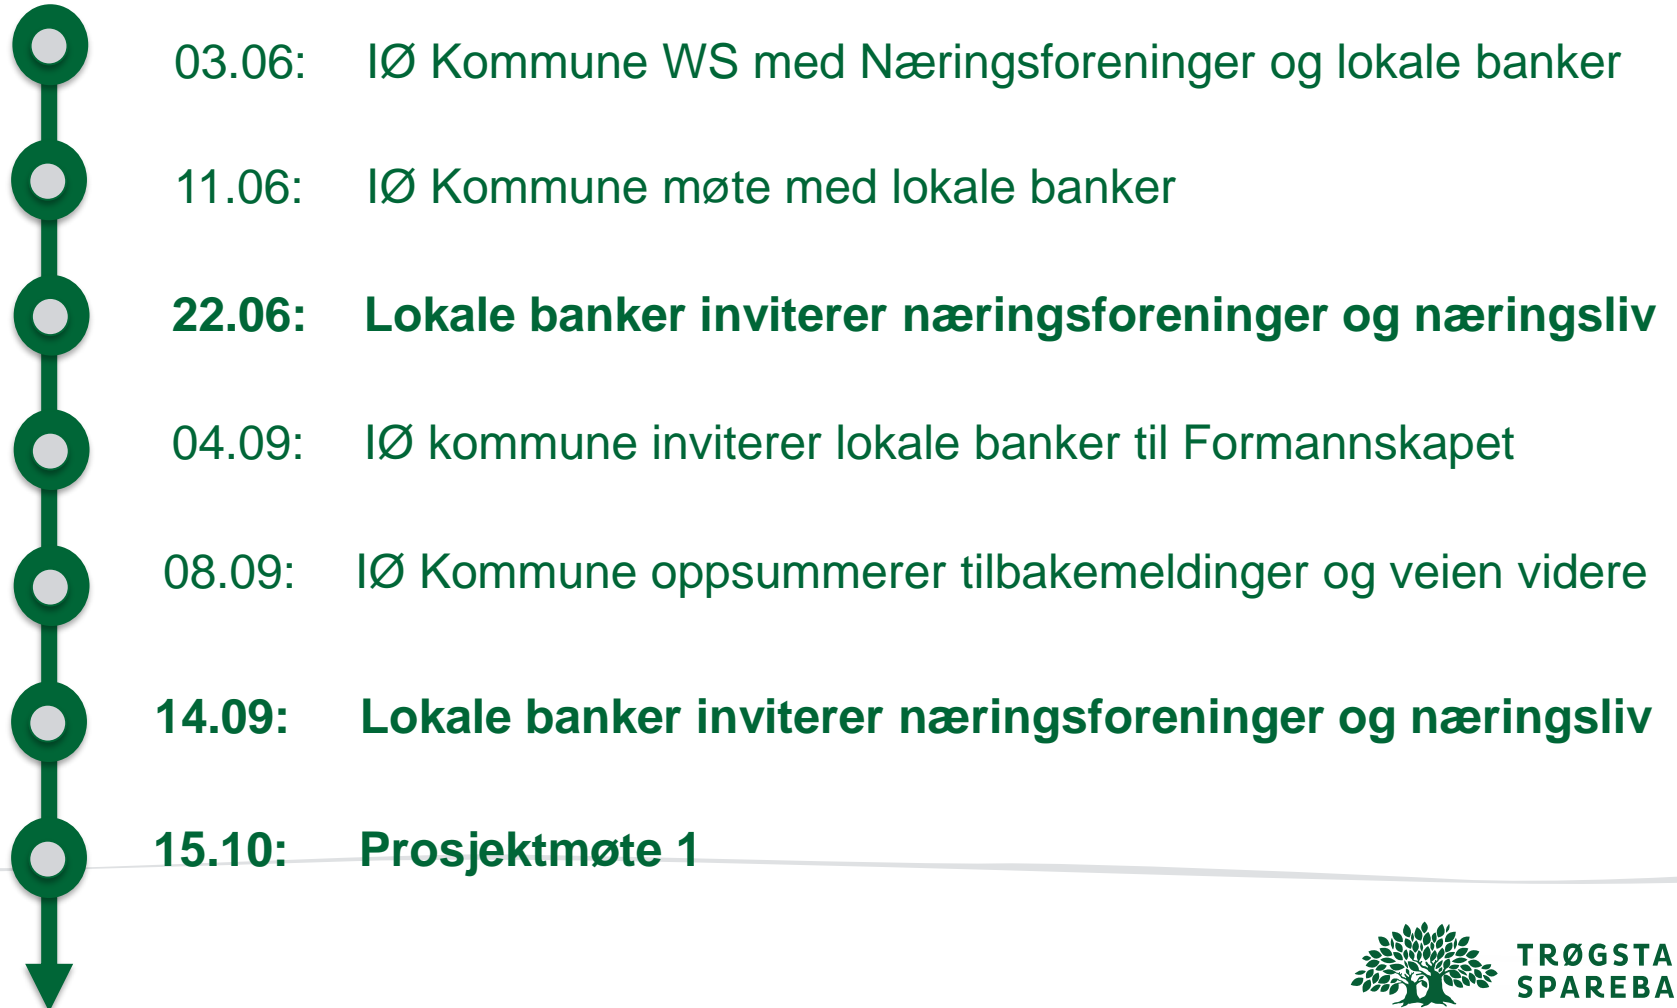 03.06: IØ Kommune WS med Næringsforeninger og lokale banker
11.06: IØ Kommune møte med lokale banker
22.06: Lokale banker inviterer næringsforeninger og næringsliv
04.09: IØ kommune inviterer lokale banker til Formannskapet
08.09: IØ Kommune oppsummerer tilbakemeldinger og veien videre
14.09: Lokale banker inviterer næringsforeninger og næringsliv
15.10: Prosjektmøte 1
TRØGSTA
SPAREBA